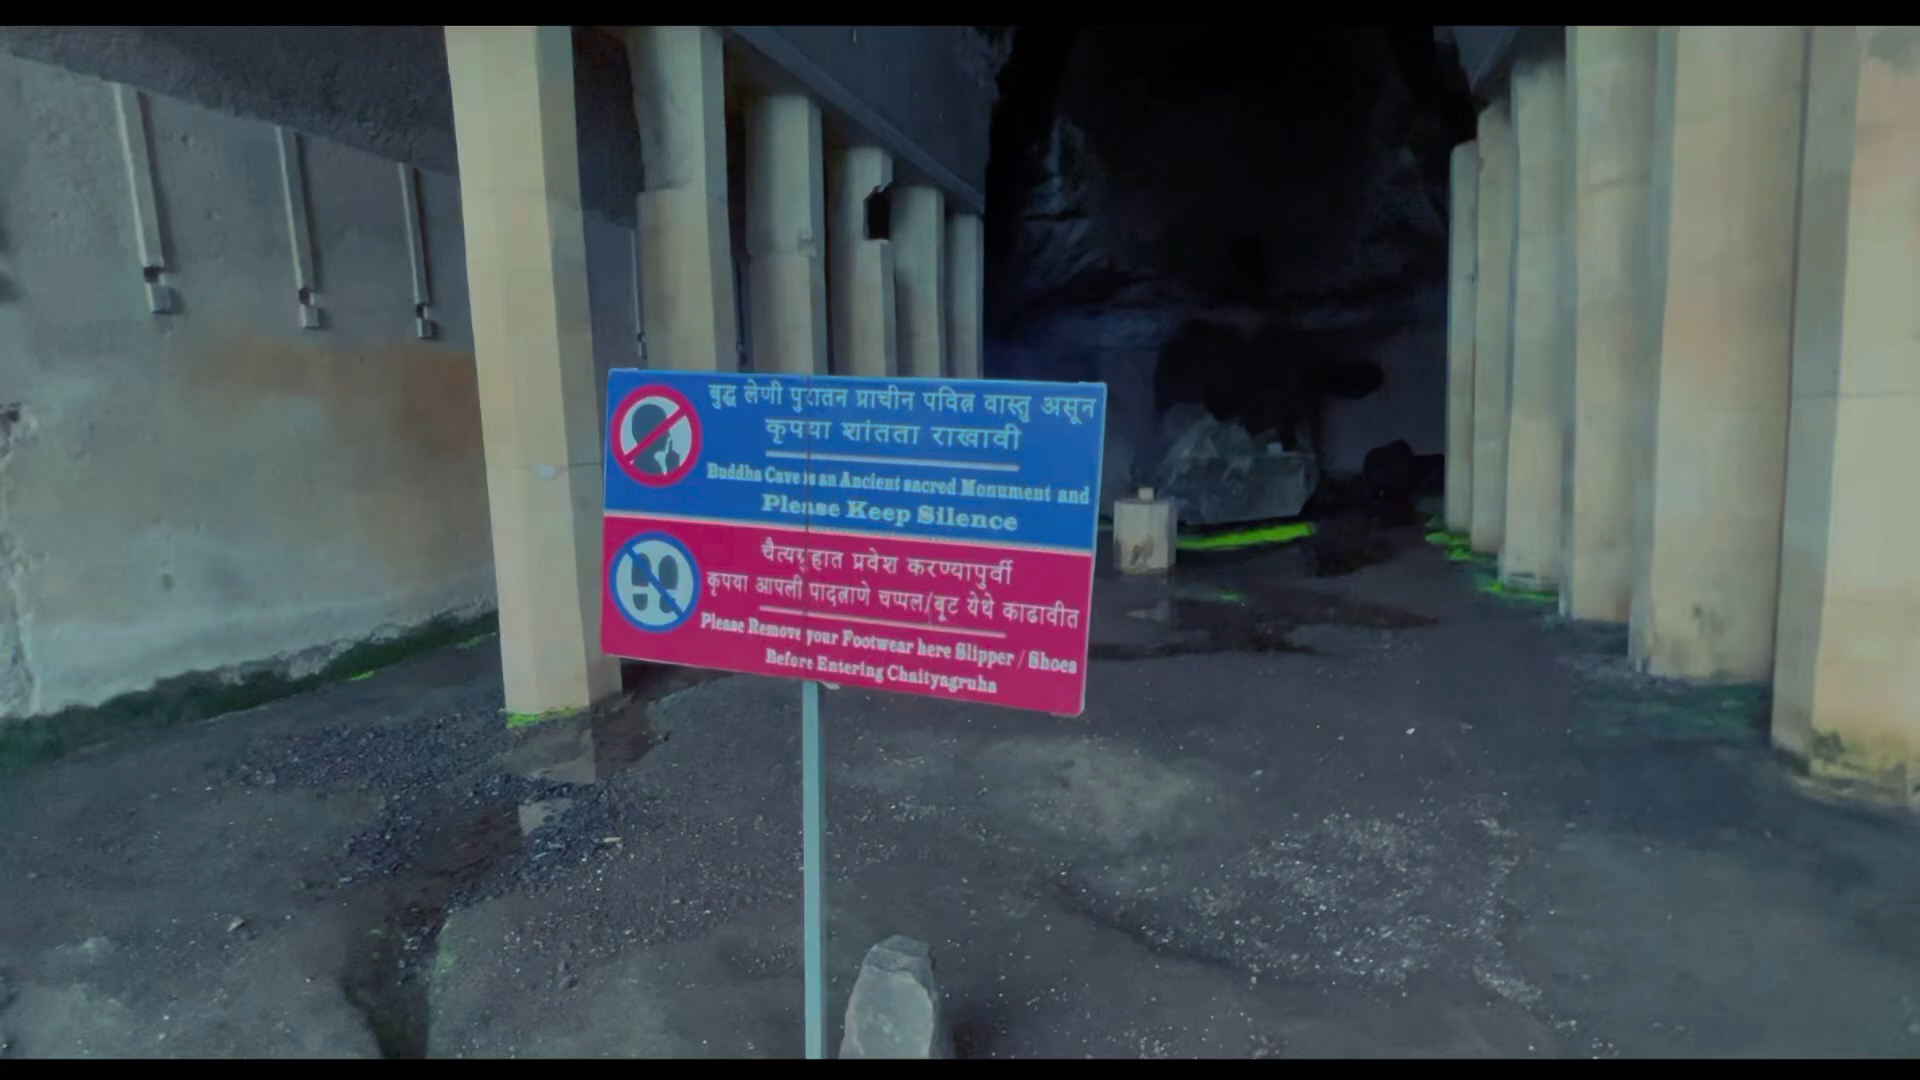 बुद्ध लेणी पुरातन प्राचीन पवित्र वास्तु असून
कृपया शांतता राखावी
Buddha Cave is an Ancient sacred Monument and
Please Keep Silence
चैत्यगृहात प्रवेश करण्यापुर्वी
कृपया आपली पादत्राणे चप्पल/बूट येथे काढावीत
Please Remove your Footwear here Slipper / Shoes
Before Entering Chaityagruha